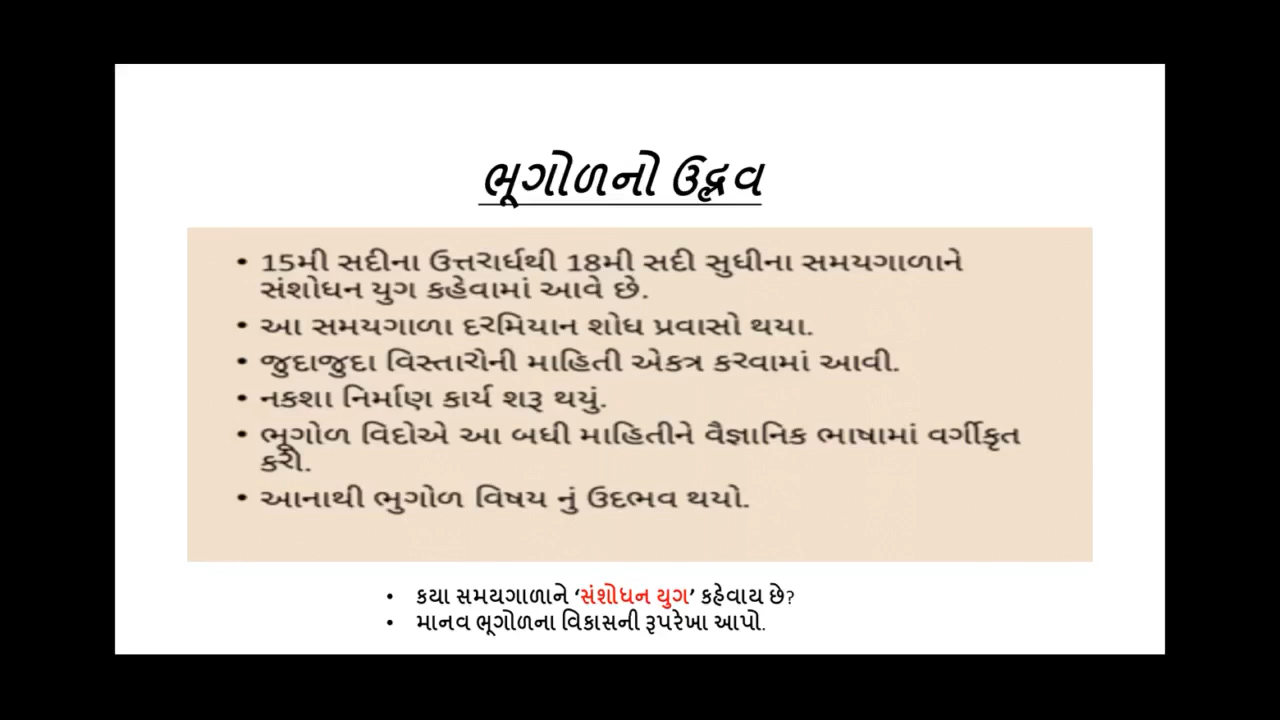 ભૂગોળનો ઉદ્ભવ
• 15મી સદીના ઉત્તરાર્ધથી 18મી સદી સુધીના સમયગાળાને
સંશોધન યુગ કહેવામાં આવે છે.
• આ સમયગાળા દરમિયાન શોધ પ્રવાસો થયા.
• જુદાજુદા વિસ્તારોની માહિતી એકત્ર કરવામાં આવી.
• નકશા નિર્માણ કાર્ય શરૂ થયું.
• ભૂગોળ વિદોએ આ બધી માહિતીને વૈજ્ઞાનિક ભાષામાં વર્ગીકૃત
કરી.
• આનાથી ભુગોળ વિષય નું ઉદભવ થયો.
• કયા સમયગાળાને ‘સંશોધન યુગ’ કહેવાય છે?
• માનવ ભૂગોળના વિકાસની રૂપરેખા આપો.